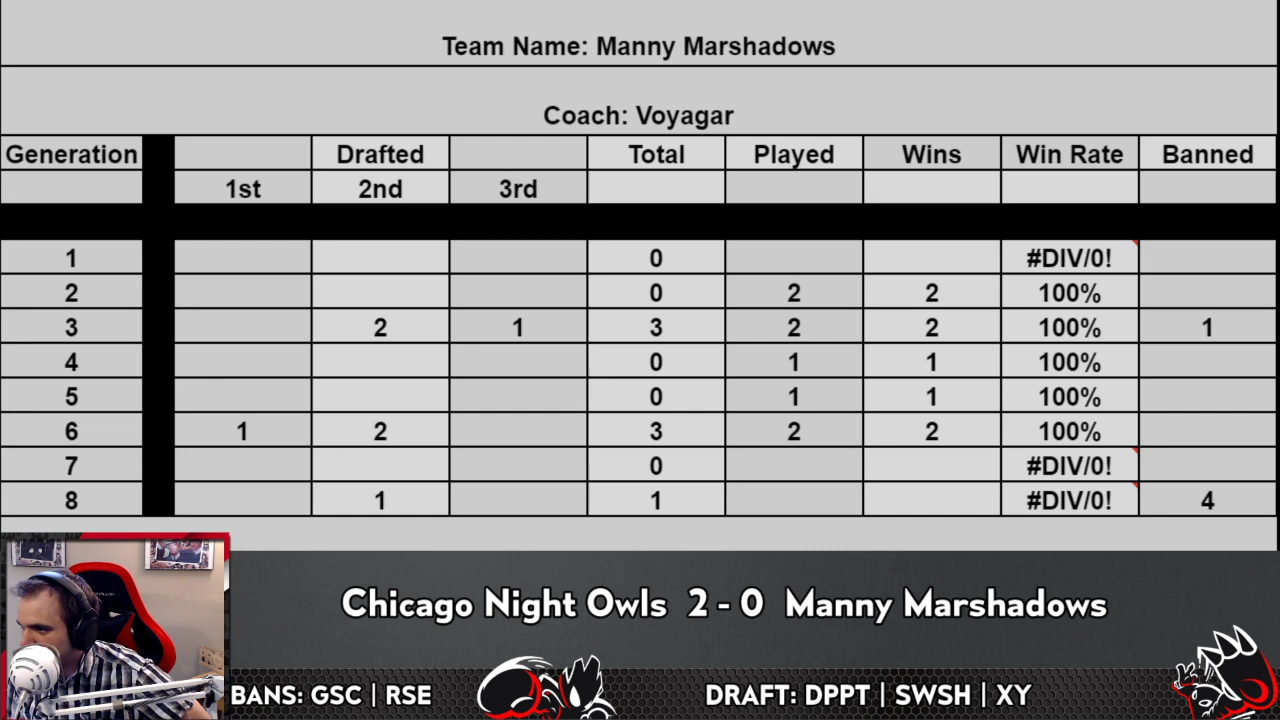 Team Name: Manny Marshadows
Coach: Voyagar
Generation Drafted Total Played Wins Win Rate Banned
1st 2nd 3rd
1 0 #DIV/0!
2 0 2 2 100%
3 2 1 3 2 2 100% 1
4 0 1 1 100%
5 0 1 1 100%
6 1 2 3 2 2 100%
7 0 #DIV/0!
8 1 1 #DIV/0! 4
Chicago Night Owls 2 - 0 Manny Marshadows
BANS: GSC | RSE DRAFT: DPPT | SWSH | XY